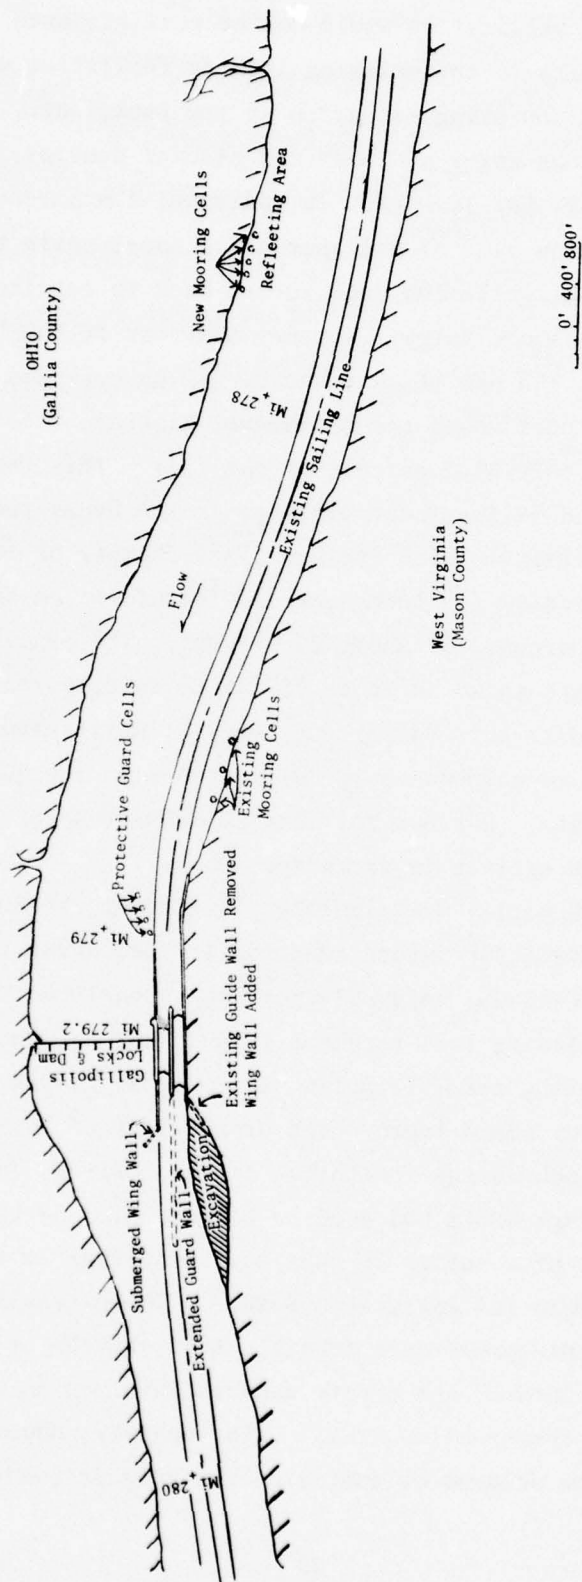 OHIO
(Gallia County)
New Mooring Cells
Refleeting Area
Mi 278
Existing Sailing Line
Flow
West Virginia
(Mason County)
0' 400' 800'
Protective Guard Cells
Existing
Mooring Cells
Mi 279
Mi 279.2
Gallipolis
Locks & Dam
Existing Guide Wall Removed
Wing Wall Added
Submerged Wing Wall
Extended Guard Wall
Excavation
Mi 280